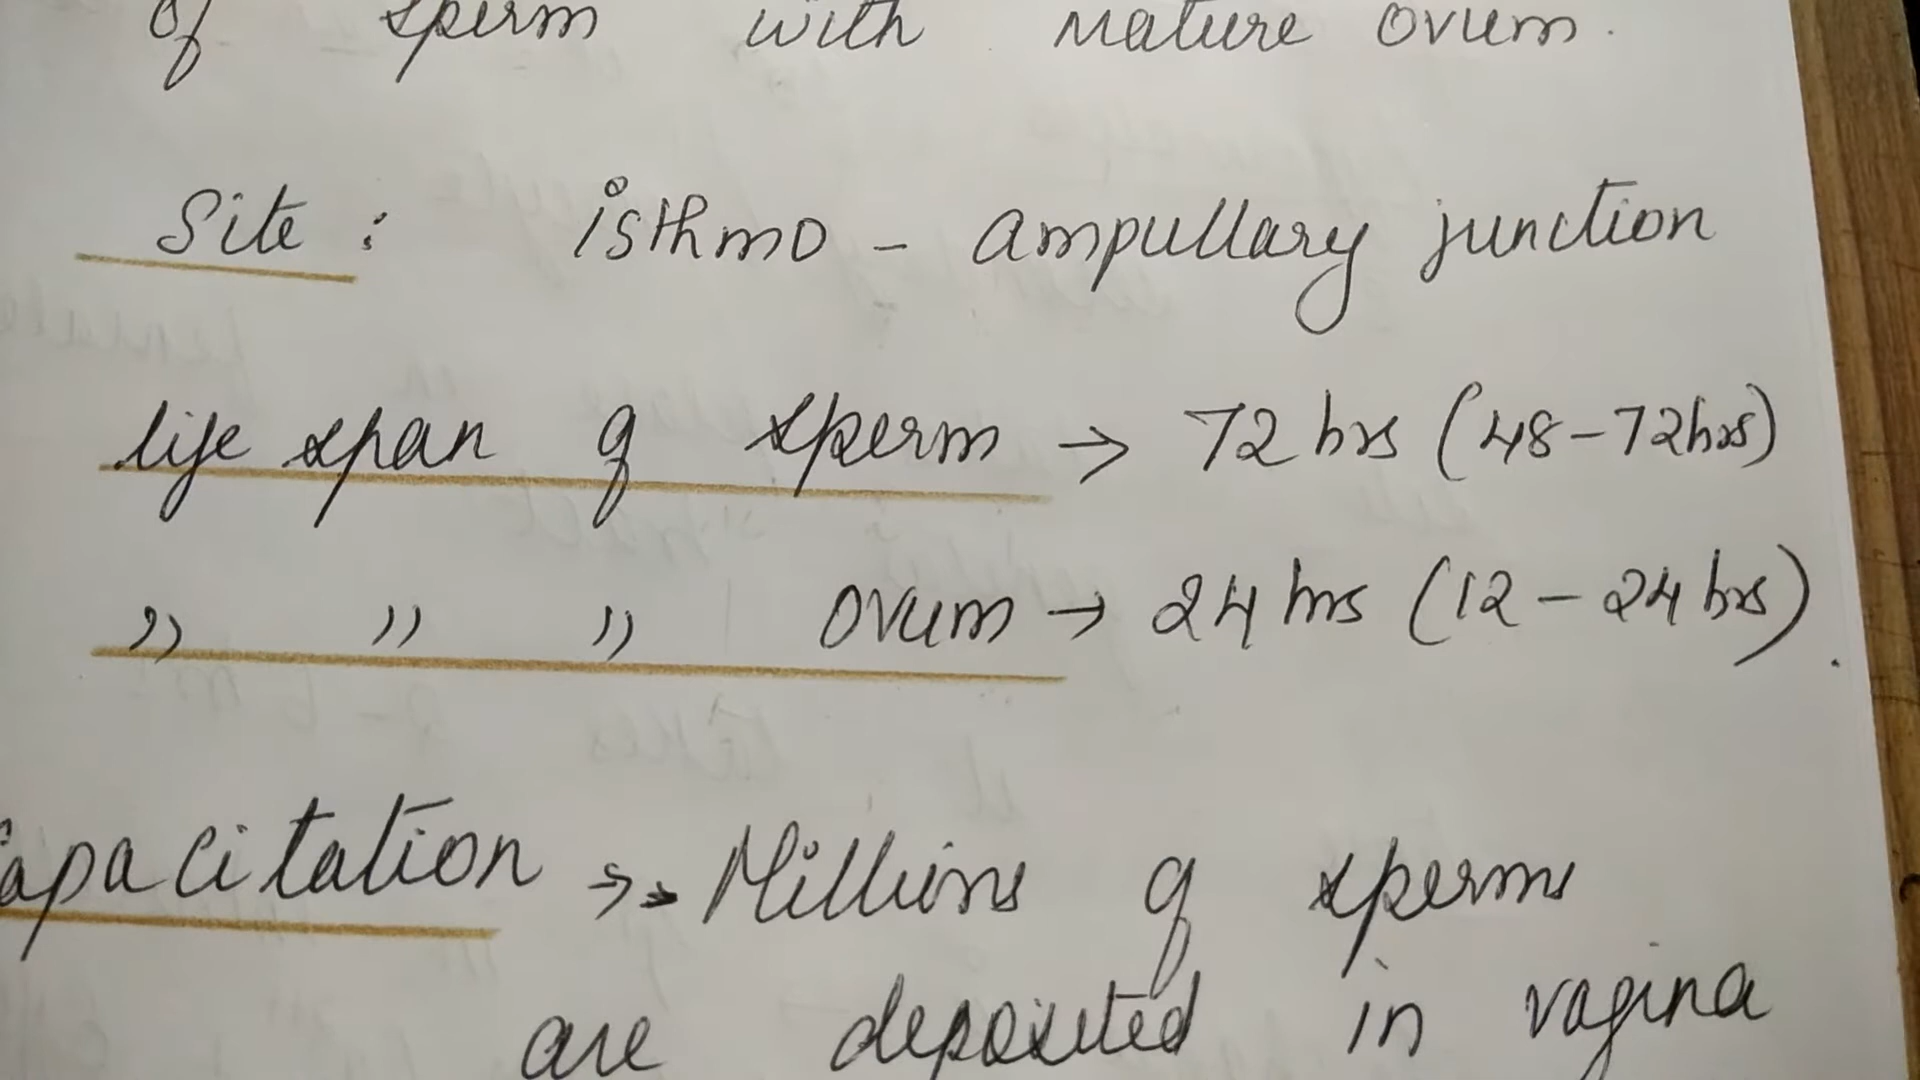 of sperm with mature ovum.
Site : isthmo - ampullary junction
life span of sperm → 72 hrs (48-72hrs)
,, ,, ,, ovum → 24 hrs (12 - 24 hrs).
apacitation →→ Millions of sperms
are deposited in vagina